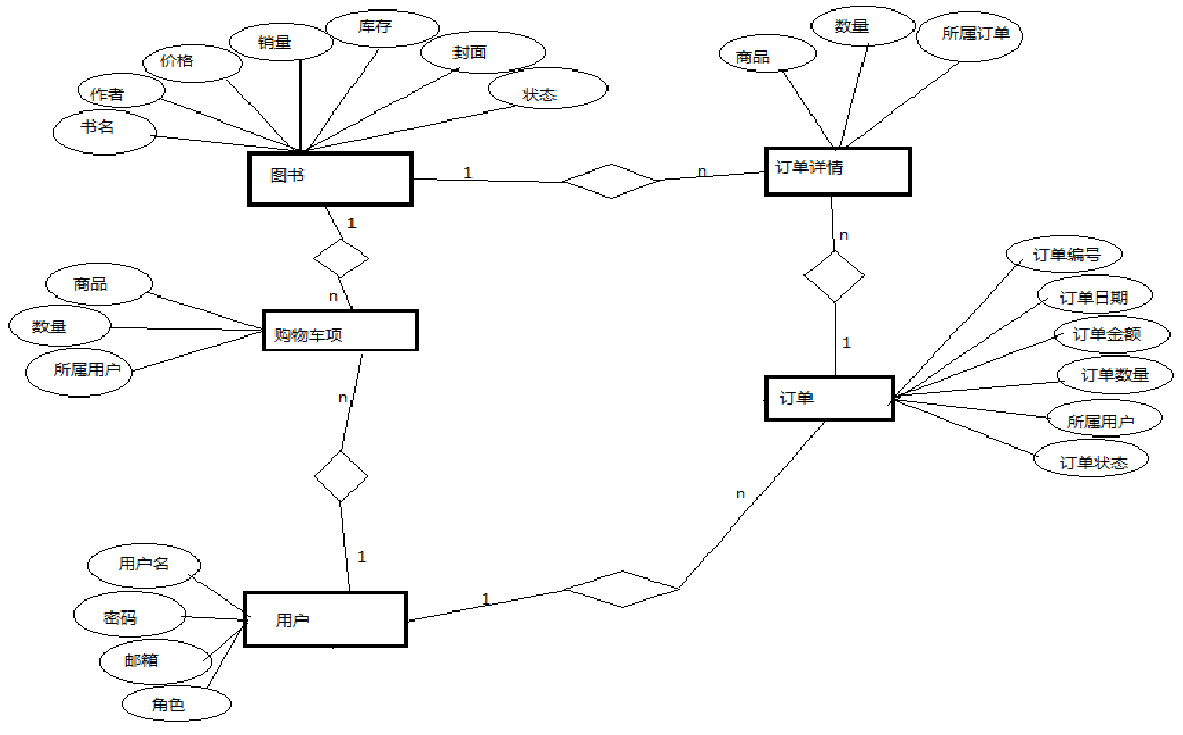 库存
销量
封面
价格
状态
作者
书名
图书
商品
数量
所属订单
订单详情
1
n
1
n
n
1
商品
数量
所属用户
购物车项
订单编号
订单日期
订单金额
订单数量
所属用户
订单状态
订单
n
1
n
1
用户名
密码
邮箱
角色
用户